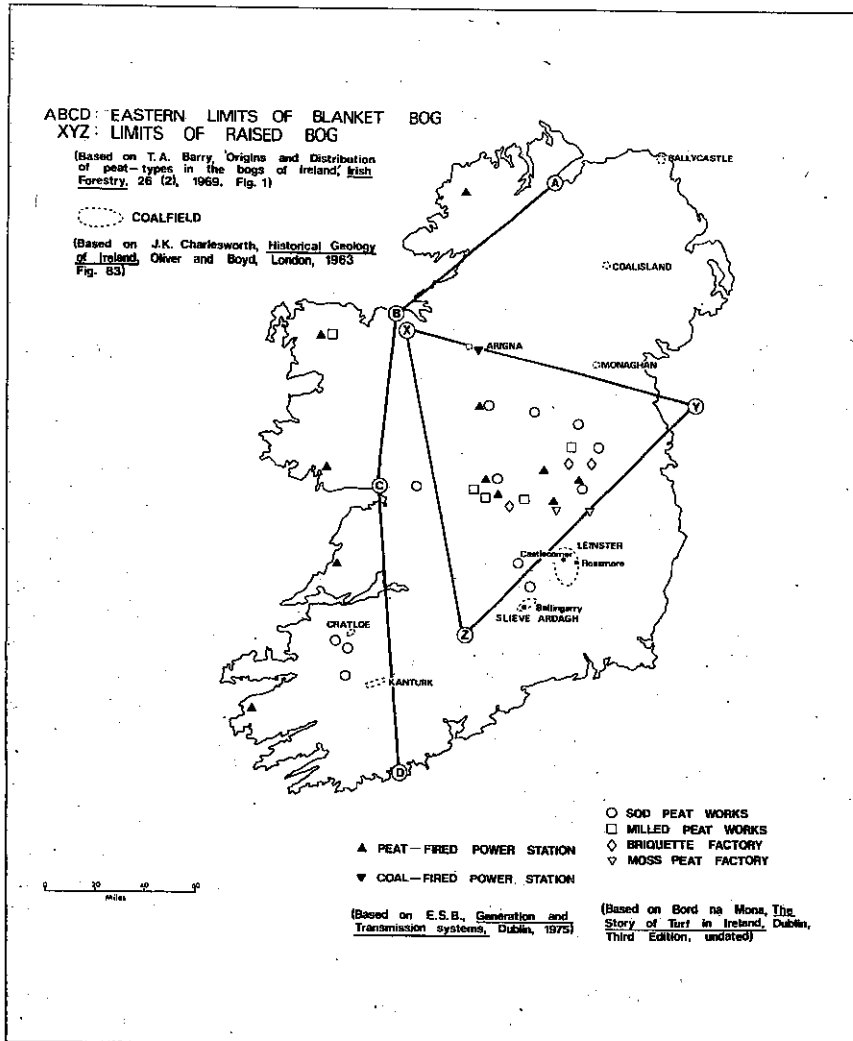 ABCD: EASTERN LIMITS OF BLANKET BOG
XYZ: LIMITS OF RAISED BOG
(Based on T.A. Barry, 'Origins and Distribution
of peat-types in the bogs of Ireland', Irish
Forestry, 26 (2), 1969. Fig. 1)
COALFIELD
(Based on J.K. Charlesworth, Historical Geology
of Ireland, Oliver and Boyd, London, 1963
Fig. 83)
BALLYCASTLE
A
COALISLAND
B
X
ARIGNA
MONAGHAN
Y
C
LEINSTER
Castlecomer
Rossmore
Ballingarry
SLIEVE ARDAGH
Z
CRATLOE
KANTURK
D
SOD PEAT WORKS
MILLED PEAT WORKS
BRIQUETTE FACTORY
MOSS PEAT FACTORY
PEAT-FIRED POWER STATION
COAL-FIRED POWER STATION
0 20 40 60
Miles
(Based on E.S.B., Generation and
Transmission systems, Dublin, 1975)
(Based on Bord na Mona, The
Story of Turf in Ireland, Dublin,
Third Edition, undated)